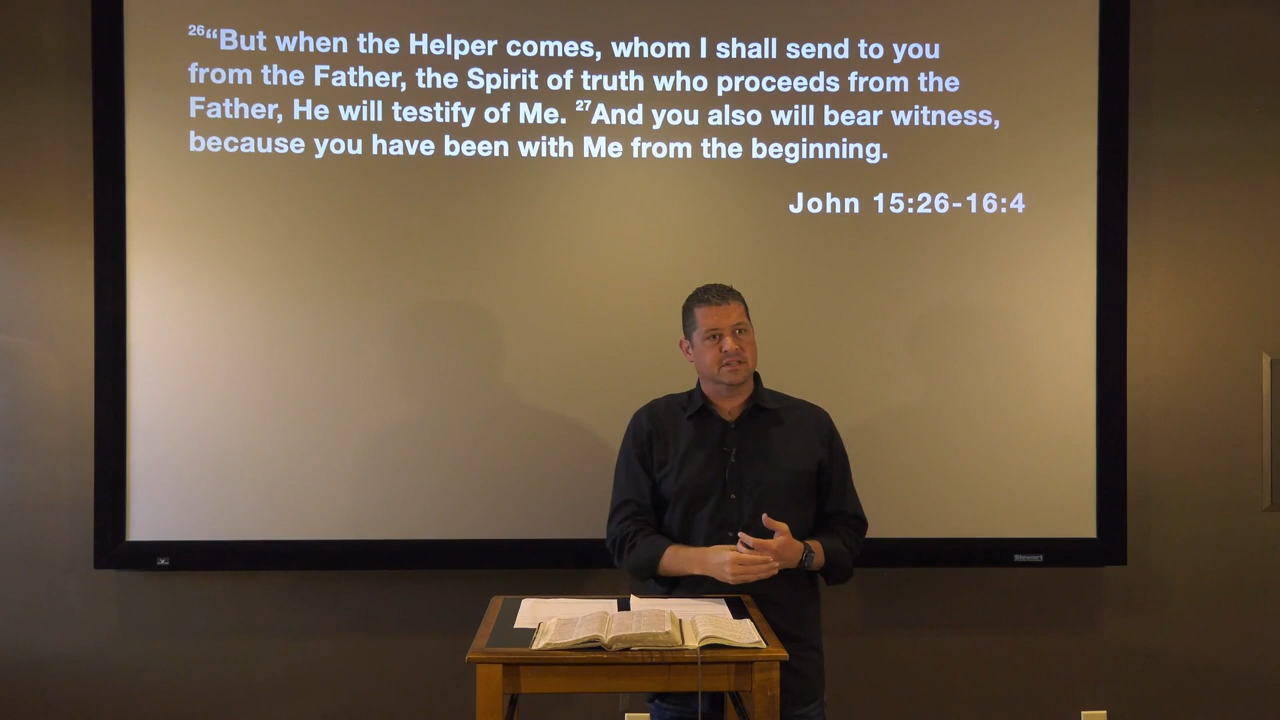 26“But when the Helper comes, whom I shall send to you
from the Father, the Spirit of truth who proceeds from the
Father, He will testify of Me. 27And you also will bear witness,
because you have been with Me from the beginning.
John 15:26-16:4
Stewart